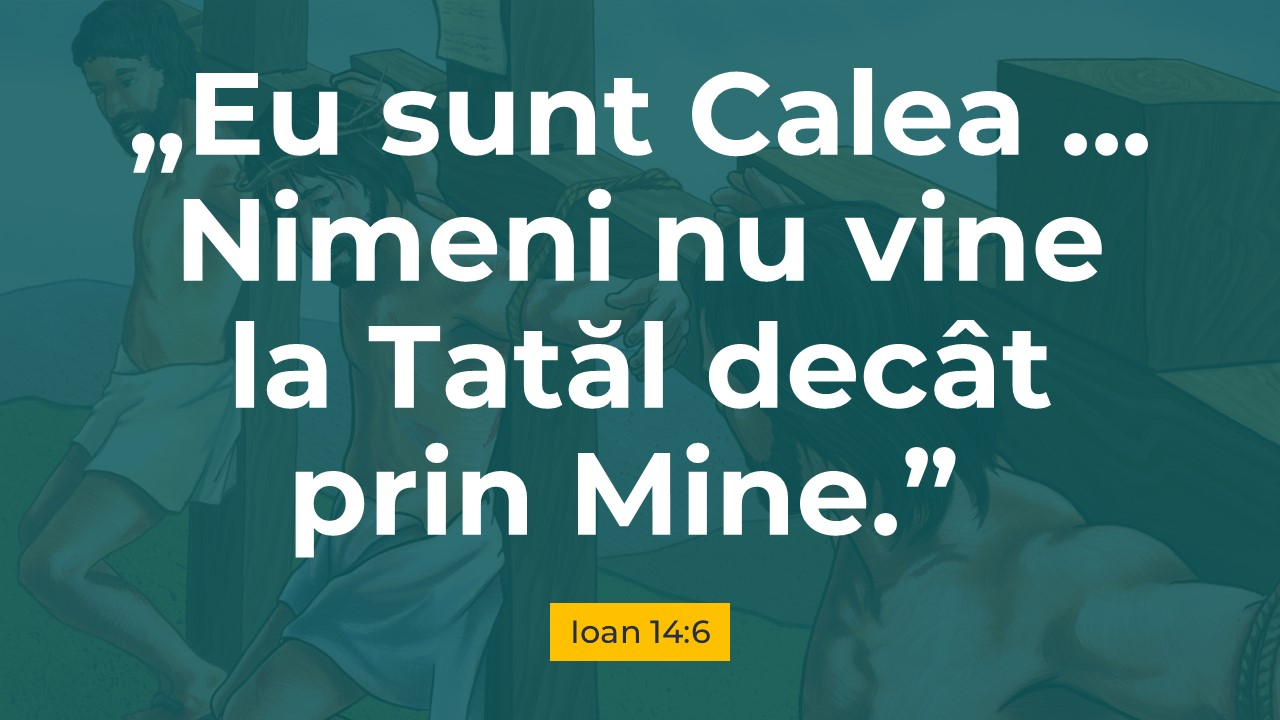 „Eu sunt Calea ...
Nimeni nu vine
la Tatăl decât
prin Mine.”
Ioan 14:6